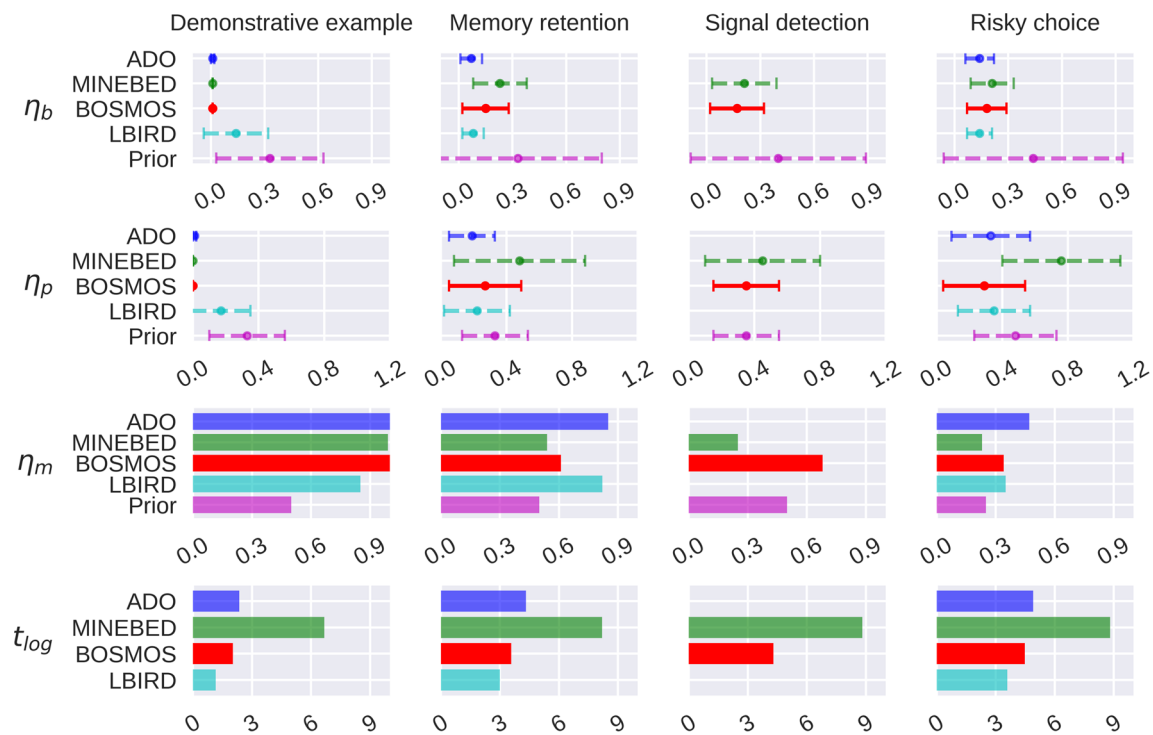 Demonstrative example Memory retention Signal detection Risky choice
η_b
ADO
MINEBED
BOSMOS
LBIRD
Prior
0.0 0.3 0.6 0.9 0.0 0.3 0.6 0.9 0.0 0.3 0.6 0.9 0.0 0.3 0.6 0.9
η_p
ADO
MINEBED
BOSMOS
LBIRD
Prior
0.0 0.4 0.8 1.2 0.0 0.4 0.8 1.2 0.0 0.4 0.8 1.2 0.0 0.4 0.8 1.2
η_m
ADO
MINEBED
BOSMOS
LBIRD
Prior
0.0 0.3 0.6 0.9 0.0 0.3 0.6 0.9 0.0 0.3 0.6 0.9 0.0 0.3 0.6 0.9
t_log
ADO
MINEBED
BOSMOS
LBIRD
0 3 6 9 0 3 6 9 0 3 6 9 0 3 6 9